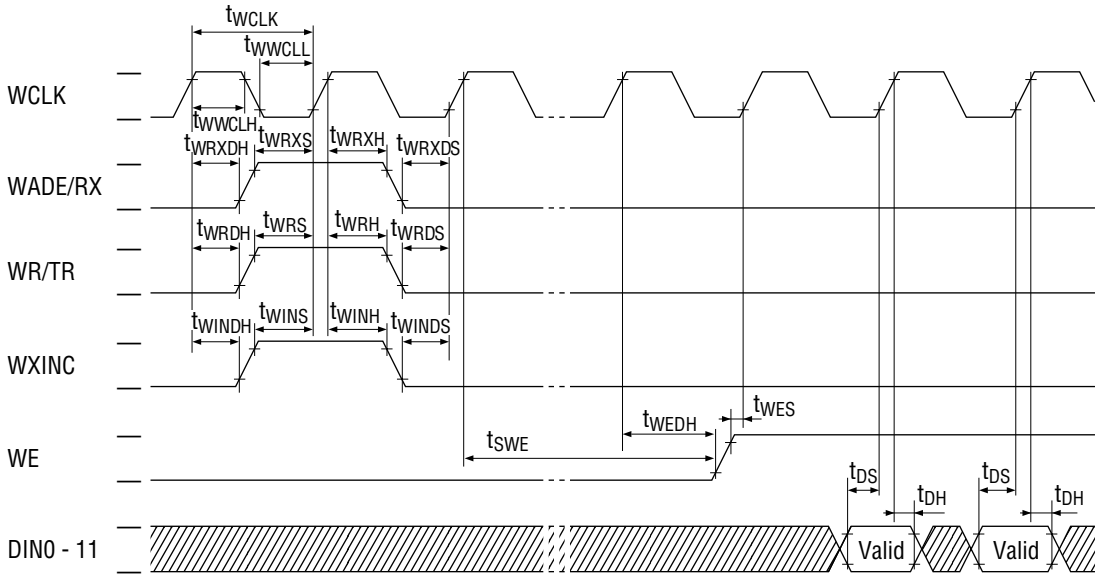 tWCLK
tWWCLL
WCLK
tWWCLH
tWRXDH tWRXS tWRXH tWRXDS
WADE/RX
tWRDH tWRS tWRH tWRDS
WR/TR
tWINDH tWINS tWINH tWINDS
WXINC
tWES
tWEDH
tSWE
WE
tDS tDS
tDH tDH
DIN0 - 11 Valid Valid